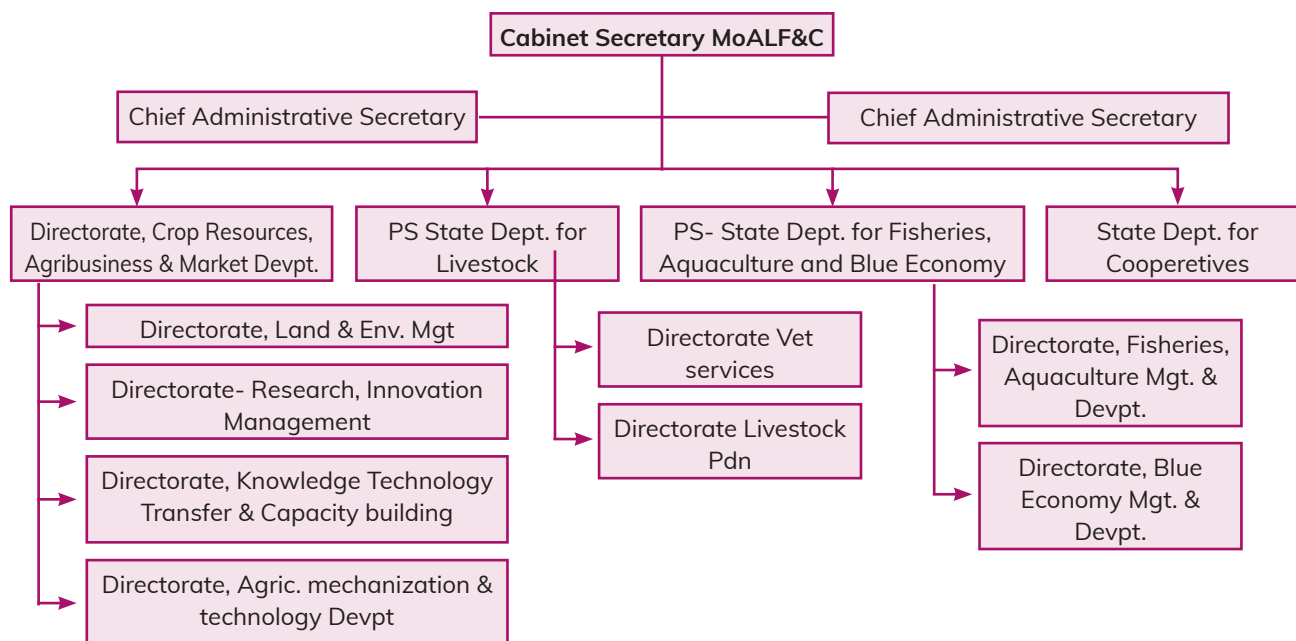 Cabinet Secretary MoALF&C
Chief Administrative Secretary
Chief Administrative Secretary
Directorate, Crop Resources,
Agribusiness & Market Devpt.
PS State Dept. for
Livestock
PS- State Dept. for Fisheries,
Aquaculture and Blue Economy
State Dept. for
Cooperetives
Directorate, Land & Env. Mgt
Directorate- Research, Innovation
Management
Directorate, Knowledge Technology
Transfer & Capacity building
Directorate, Agric. mechanization &
technology Devpt
Directorate Vet
services
Directorate Livestock
Pdn
Directorate, Fisheries,
Aquaculture Mgt. &
Devpt.
Directorate, Blue
Economy Mgt. &
Devpt.